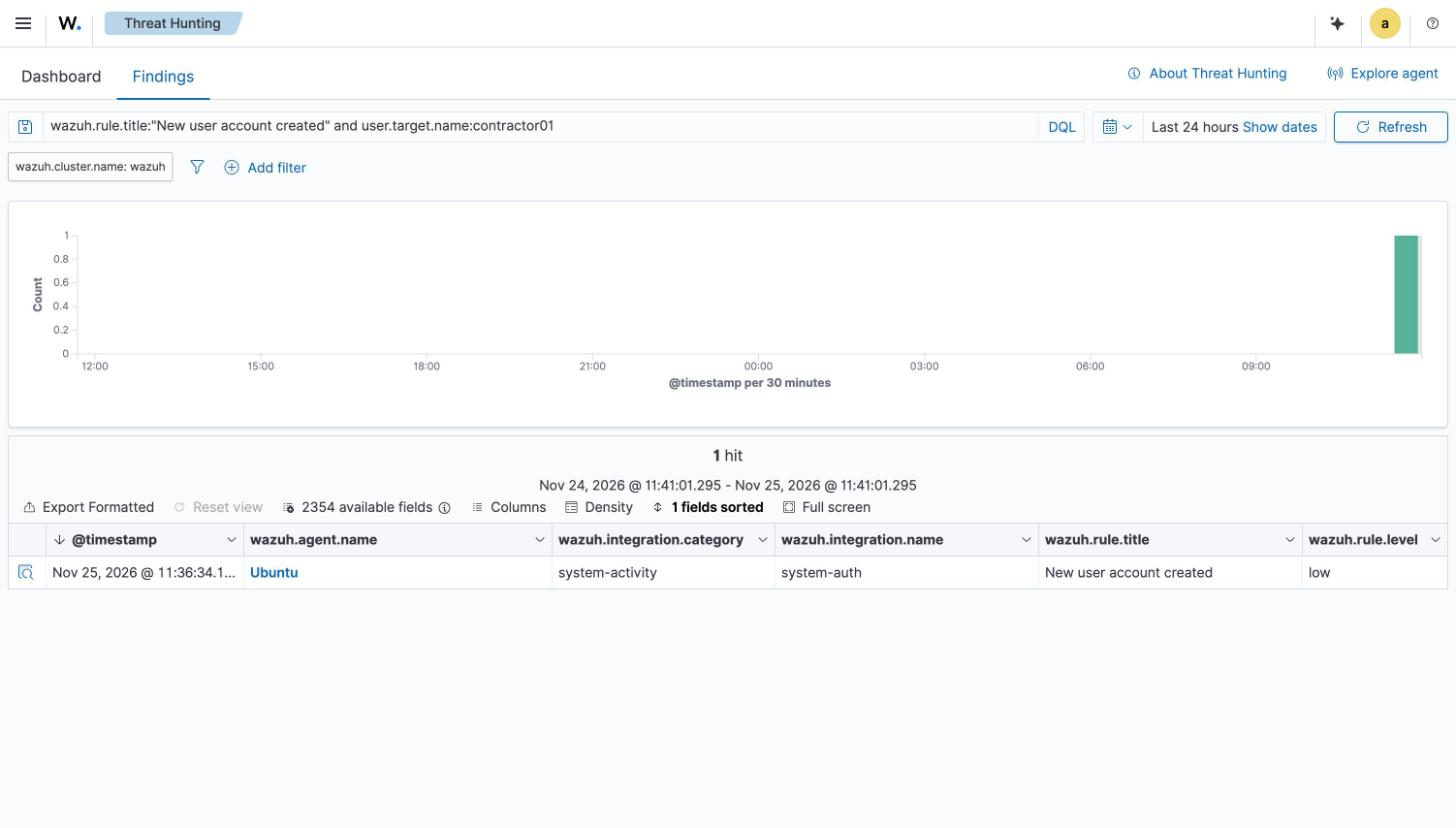 W. Threat Hunting a
Dashboard Findings About Threat Hunting Explore agent
wazuh.rule.title:"New user account created" and user.target.name:contractor01 DQL Last 24 hours Show dates Refresh
wazuh.cluster.name: wazuh Add filter
1
0.8
0.6
0.4
0.2
0
Count
12:00 15:00 18:00 21:00 00:00 03:00 06:00 09:00
@timestamp per 30 minutes
1 hit
Nov 24, 2026 @ 11:41:01.295 - Nov 25, 2026 @ 11:41:01.295
Export Formatted Reset view 2354 available fields Columns Density 1 fields sorted Full screen
@timestamp wazuh.agent.name wazuh.integration.category wazuh.integration.name wazuh.rule.title wazuh.rule.level
Nov 25, 2026 @ 11:36:34.1... Ubuntu system-activity system-auth New user account created low